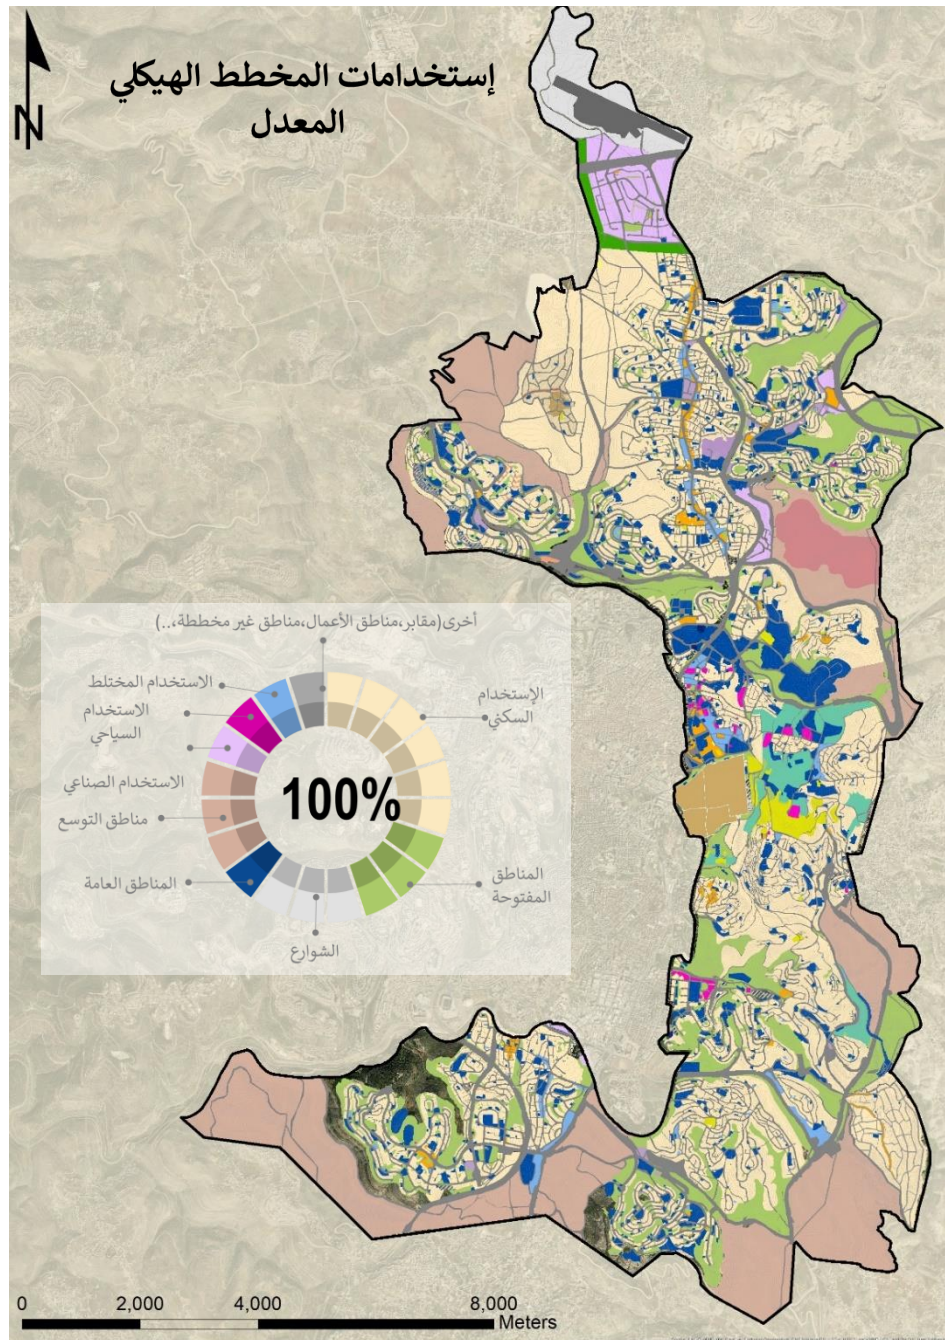 إستخدامات المخطط الهيكلي
المعدل
N
أخرى(مقابر،مناطق الأعمال،مناطق غير مخططة،..)
الاستخدام المختلط
الاستخدام
السياحي
الإستخدام
السكني
الاستخدام الصناعي
100%
مناطق التوسع
المناطق العامة
المناطق
المفتوحة
الشوارع
0 2,000 4,000 8,000
Meters